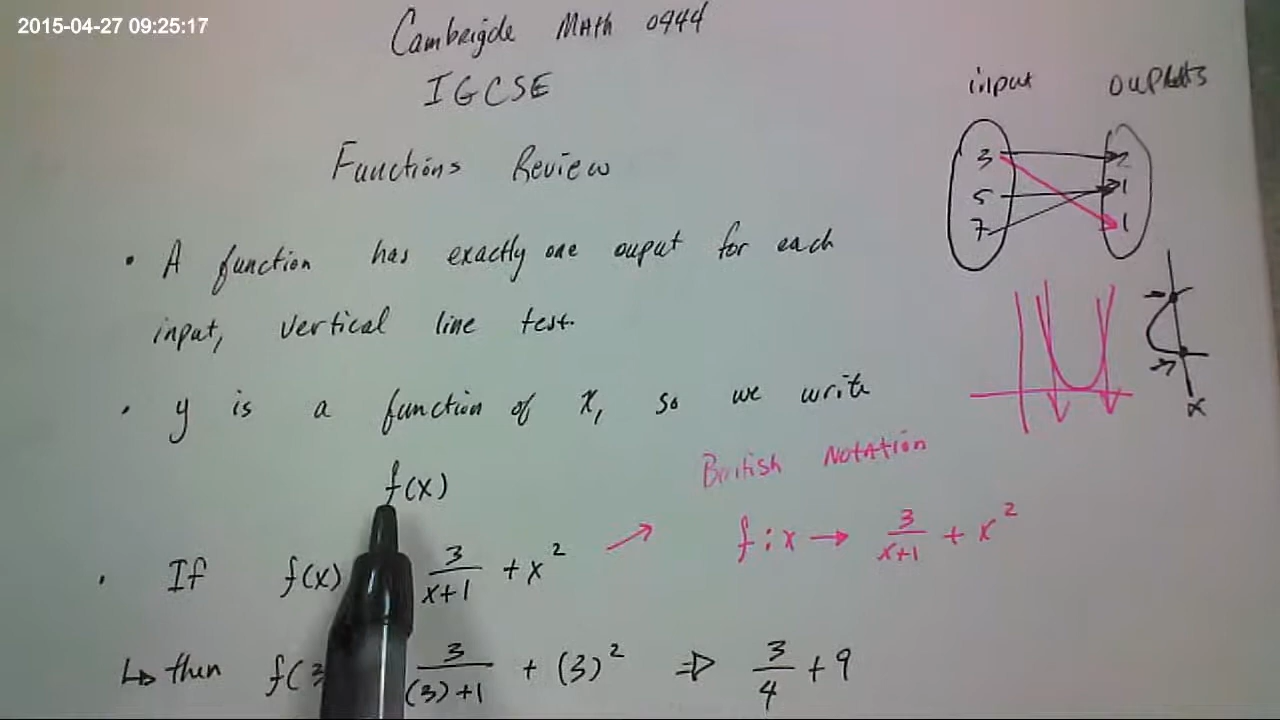 2015-04-27 09:25:17
Cambrigde Math 0444
IGCSE
Functions Review
• A function has exactly one ouput for each
input, vertical line test.
• y is a function of x, so we write
f(x)
British Notation
f : x → 3/(x+1) + x²
• If f(x) 3/(x+1) + x²
↳ then f(3 3/((3)+1) + (3)² ⇒ 3/4 + 9
input
3
5
7
2
1
1
x